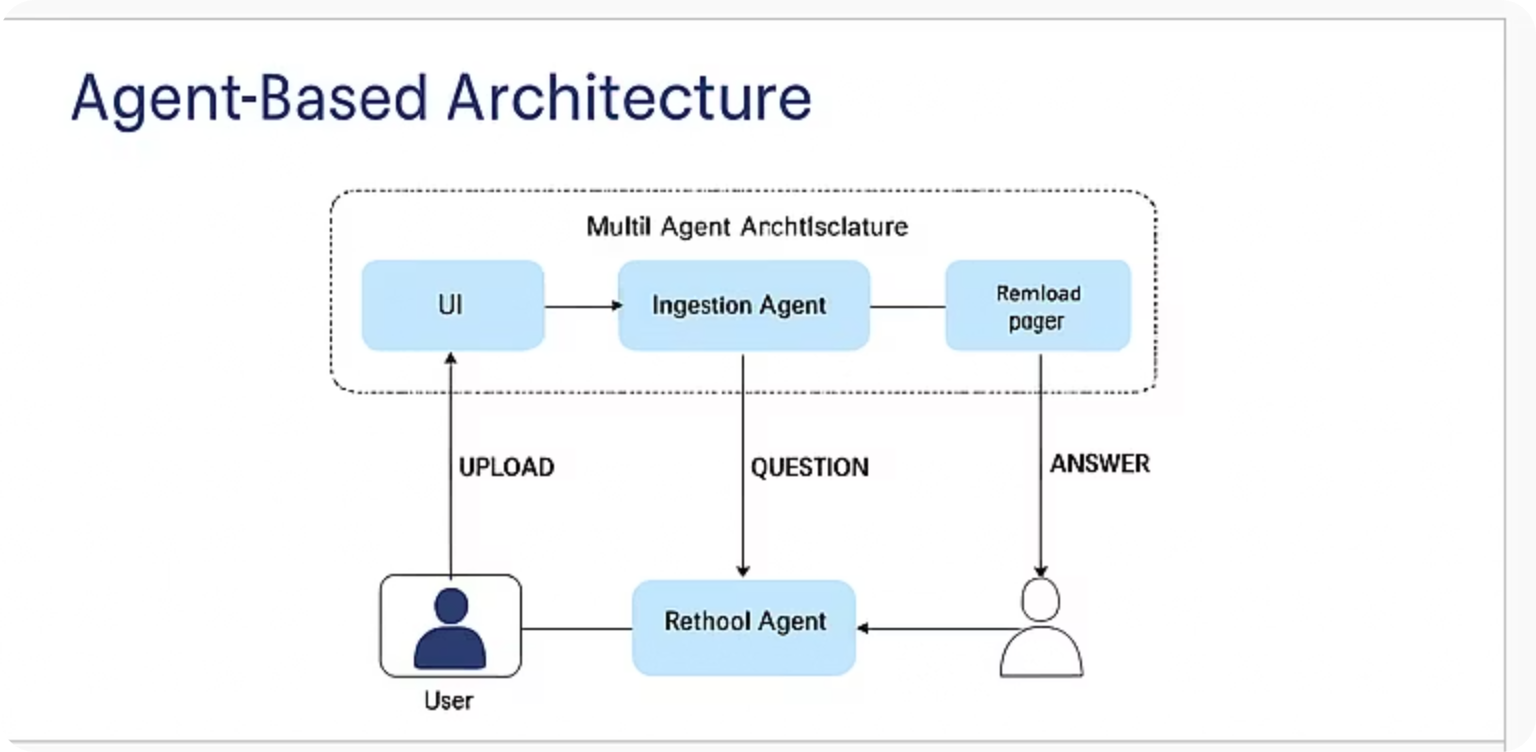 Agent-Based Architecture
Multil Agent Archtlsclature
UI
Ingestion Agent
Remload
pager
UPLOAD
QUESTION
ANSWER
Rethool Agent
User